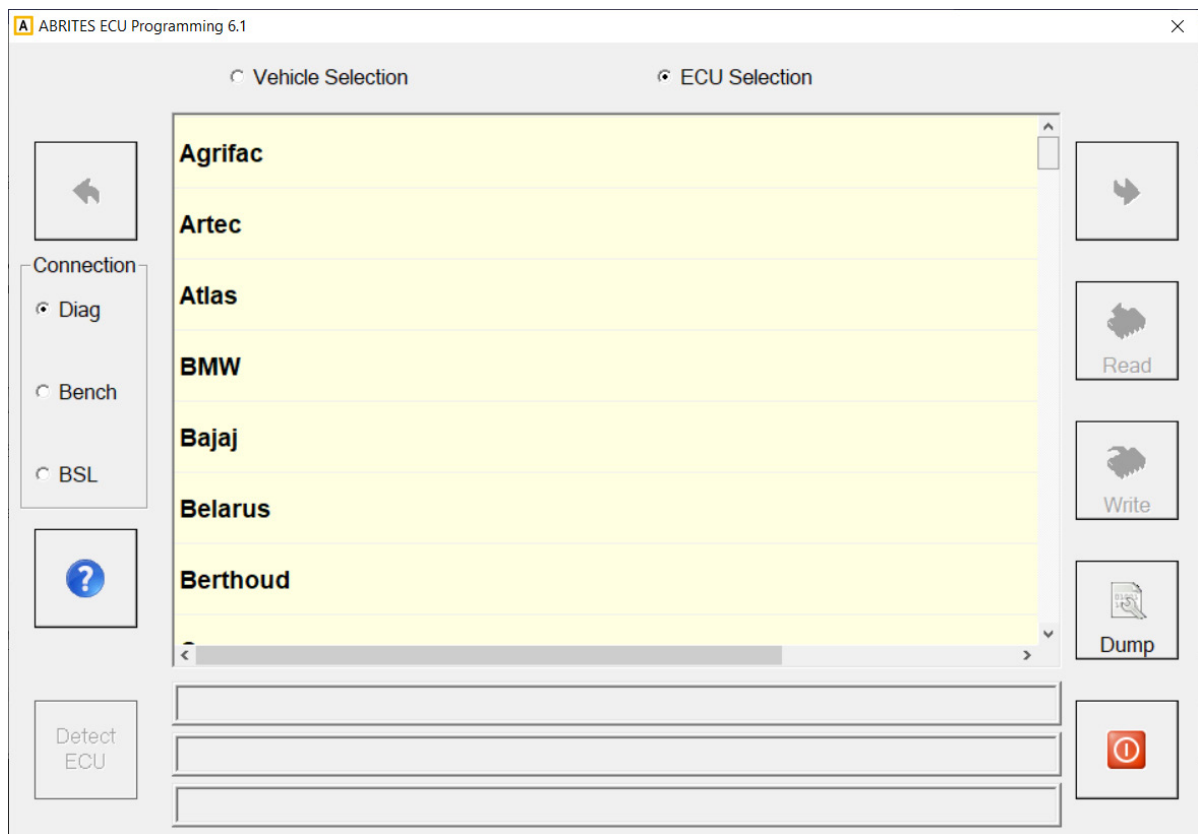 A ABRITES ECU Programming 6.1
Vehicle Selection
ECU Selection
Connection
Diag
Bench
BSL
Detect
ECU
Agrifac
Artec
Atlas
BMW
Bajaj
Belarus
Berthoud
Read
Write
Dump